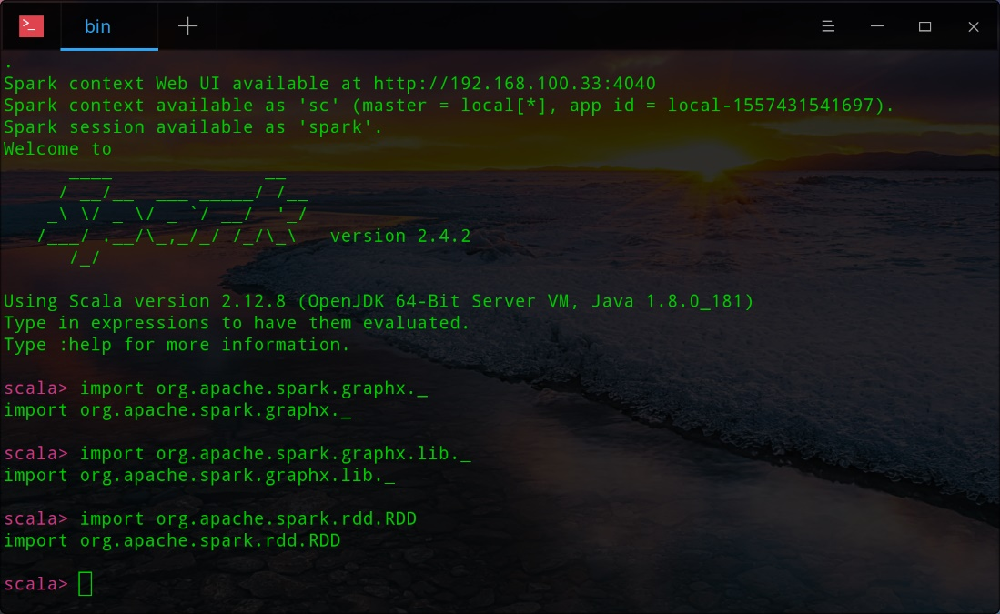 >_ bin
.
Spark context Web UI available at http://192.168.100.33:4040
Spark context available as 'sc' (master = local[*], app id = local-1557431541697).
Spark session available as 'spark'.
Welcome to
      ____              __
     / __/__  ___ _____/ /__
    _\ \/ _ \/ _ `/ __/  '_/
   /___/ .__/\_,_/_/ /_/\_\   version 2.4.2
      /_/
Using Scala version 2.12.8 (OpenJDK 64-Bit Server VM, Java 1.8.0_181)
Type in expressions to have them evaluated.
Type :help for more information.
scala> import org.apache.spark.graphx._
import org.apache.spark.graphx._
scala> import org.apache.spark.graphx.lib._
import org.apache.spark.graphx.lib._
scala> import org.apache.spark.rdd.RDD
import org.apache.spark.rdd.RDD
scala>